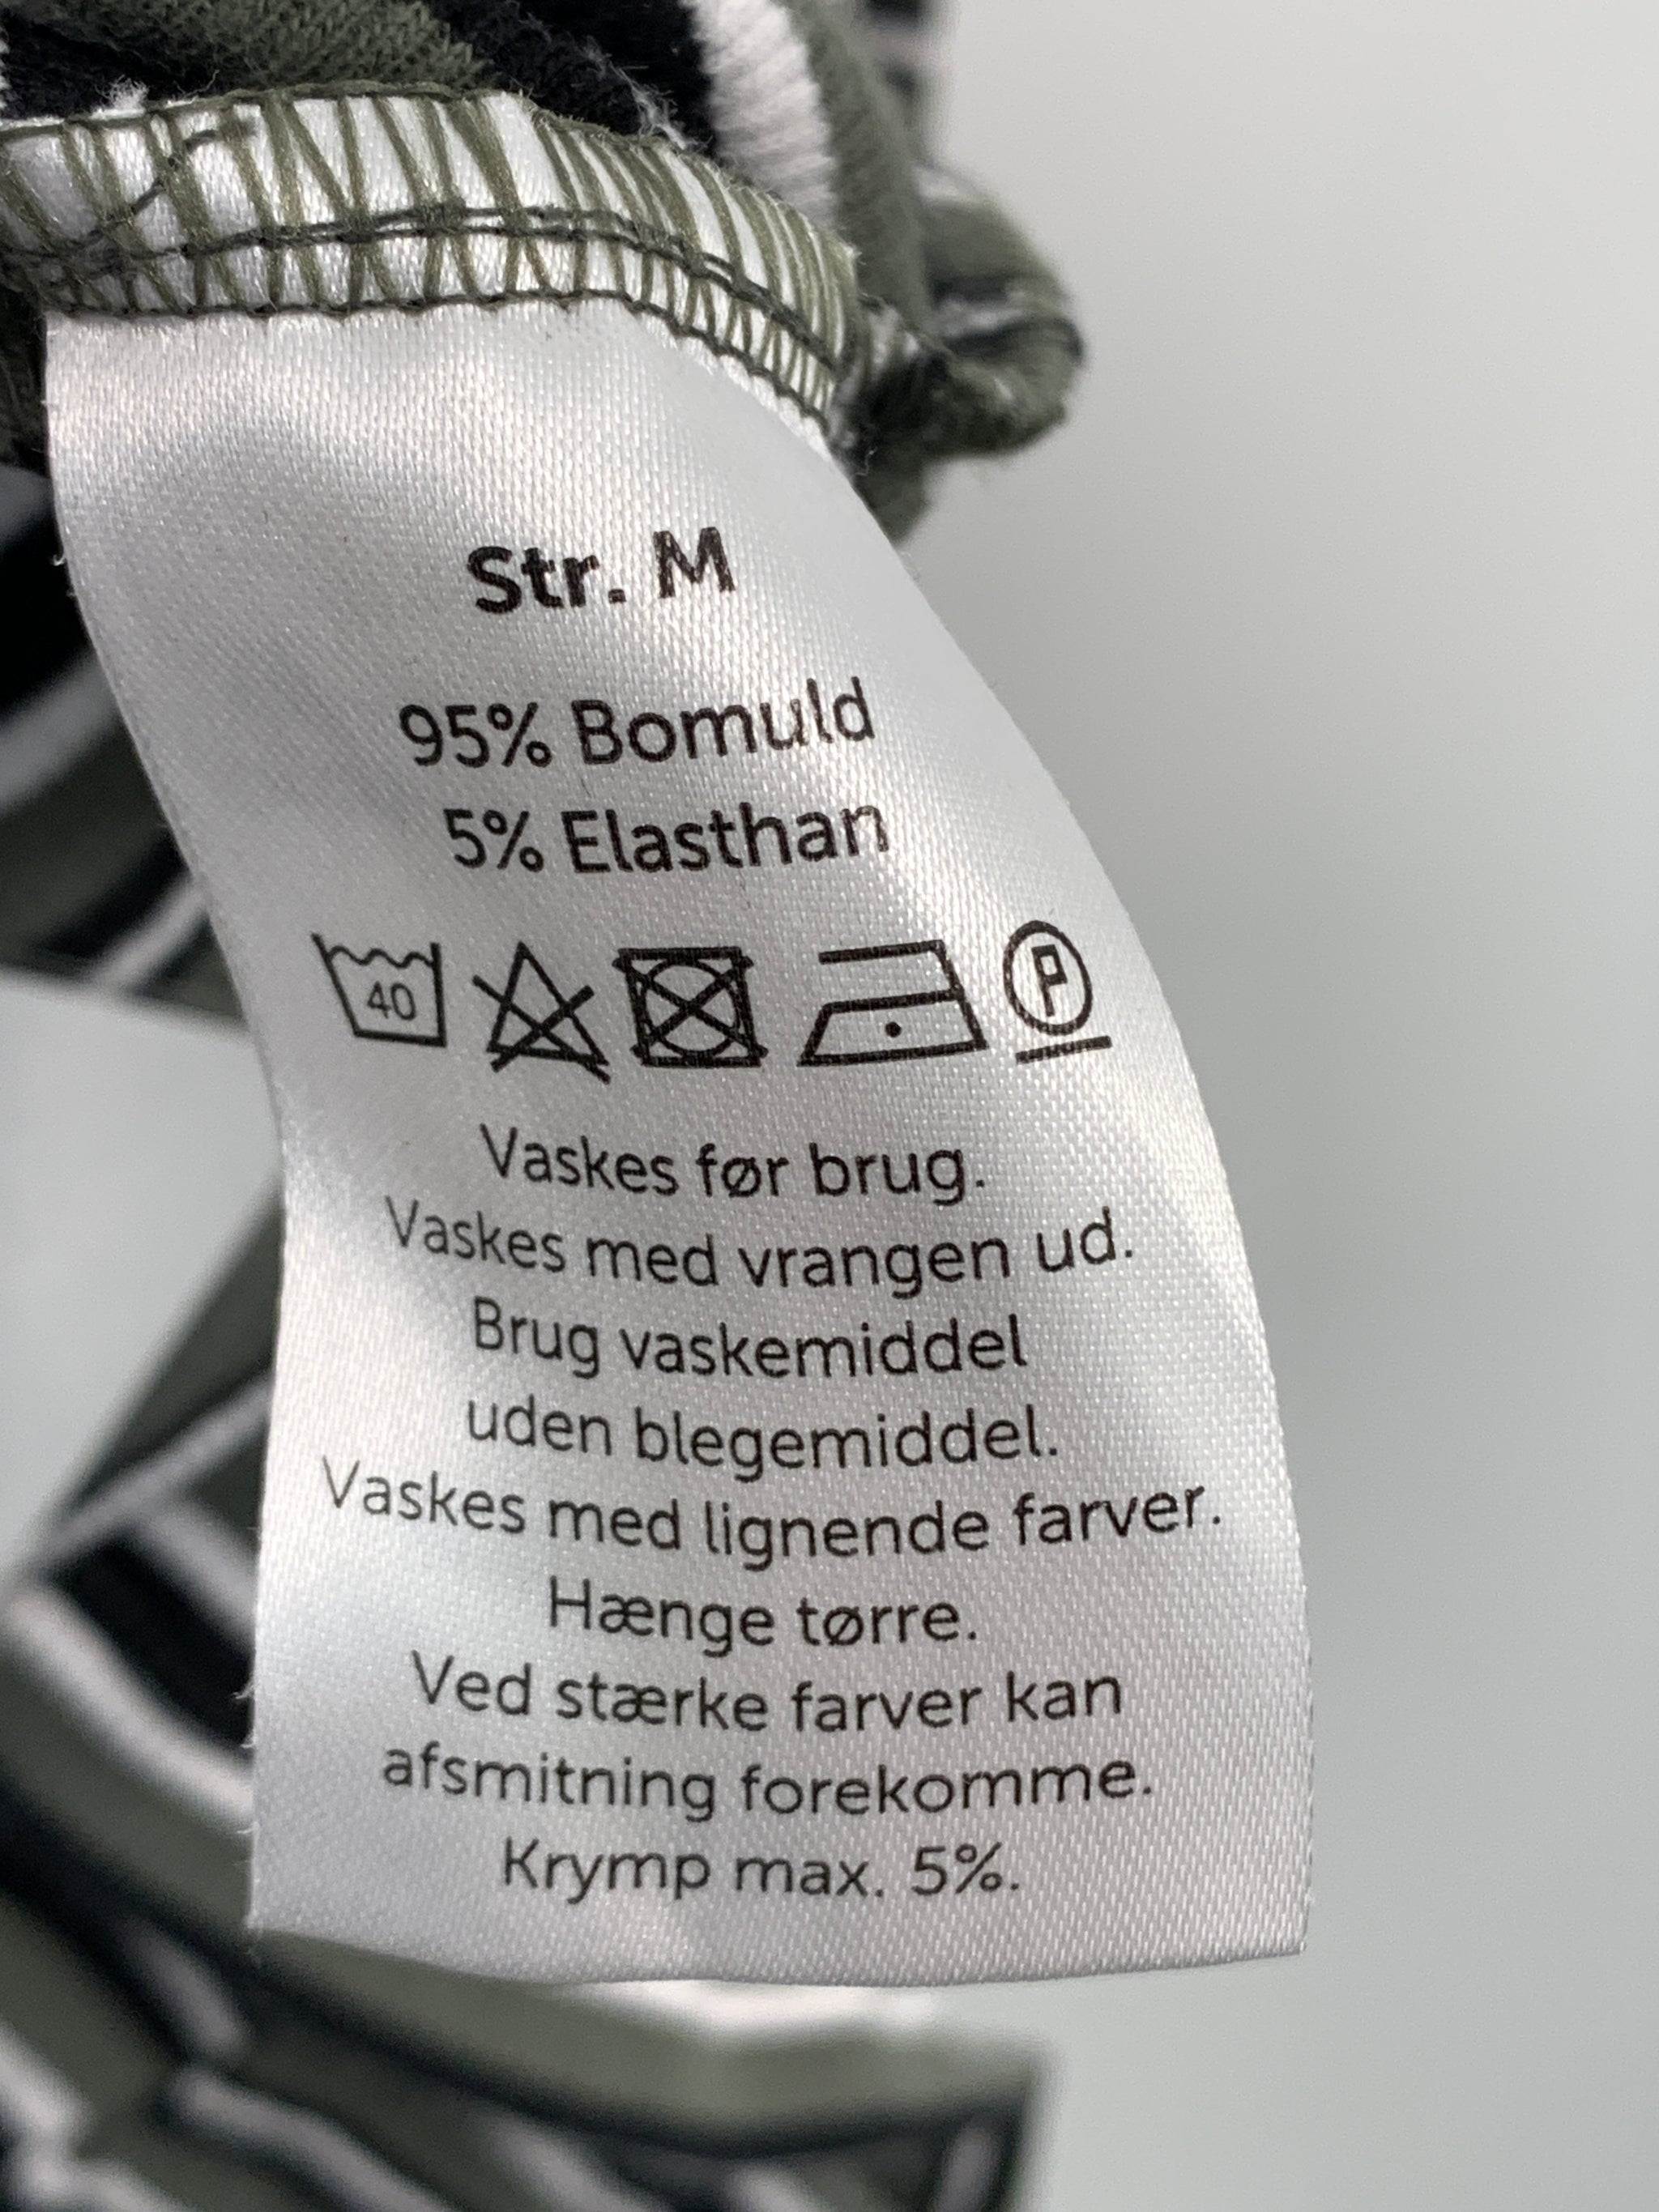 Str. M
95% Bomuld
5% Elasthan
40 P
Vaskes før brug.
Vaskes med vrangen ud.
Brug vaskemiddel
uden blegemiddel.
Vaskes med lignende farver.
Hænge tørre.
Ved stærke farver kan
afsmitning forekomme.
Krymp max. 5%.